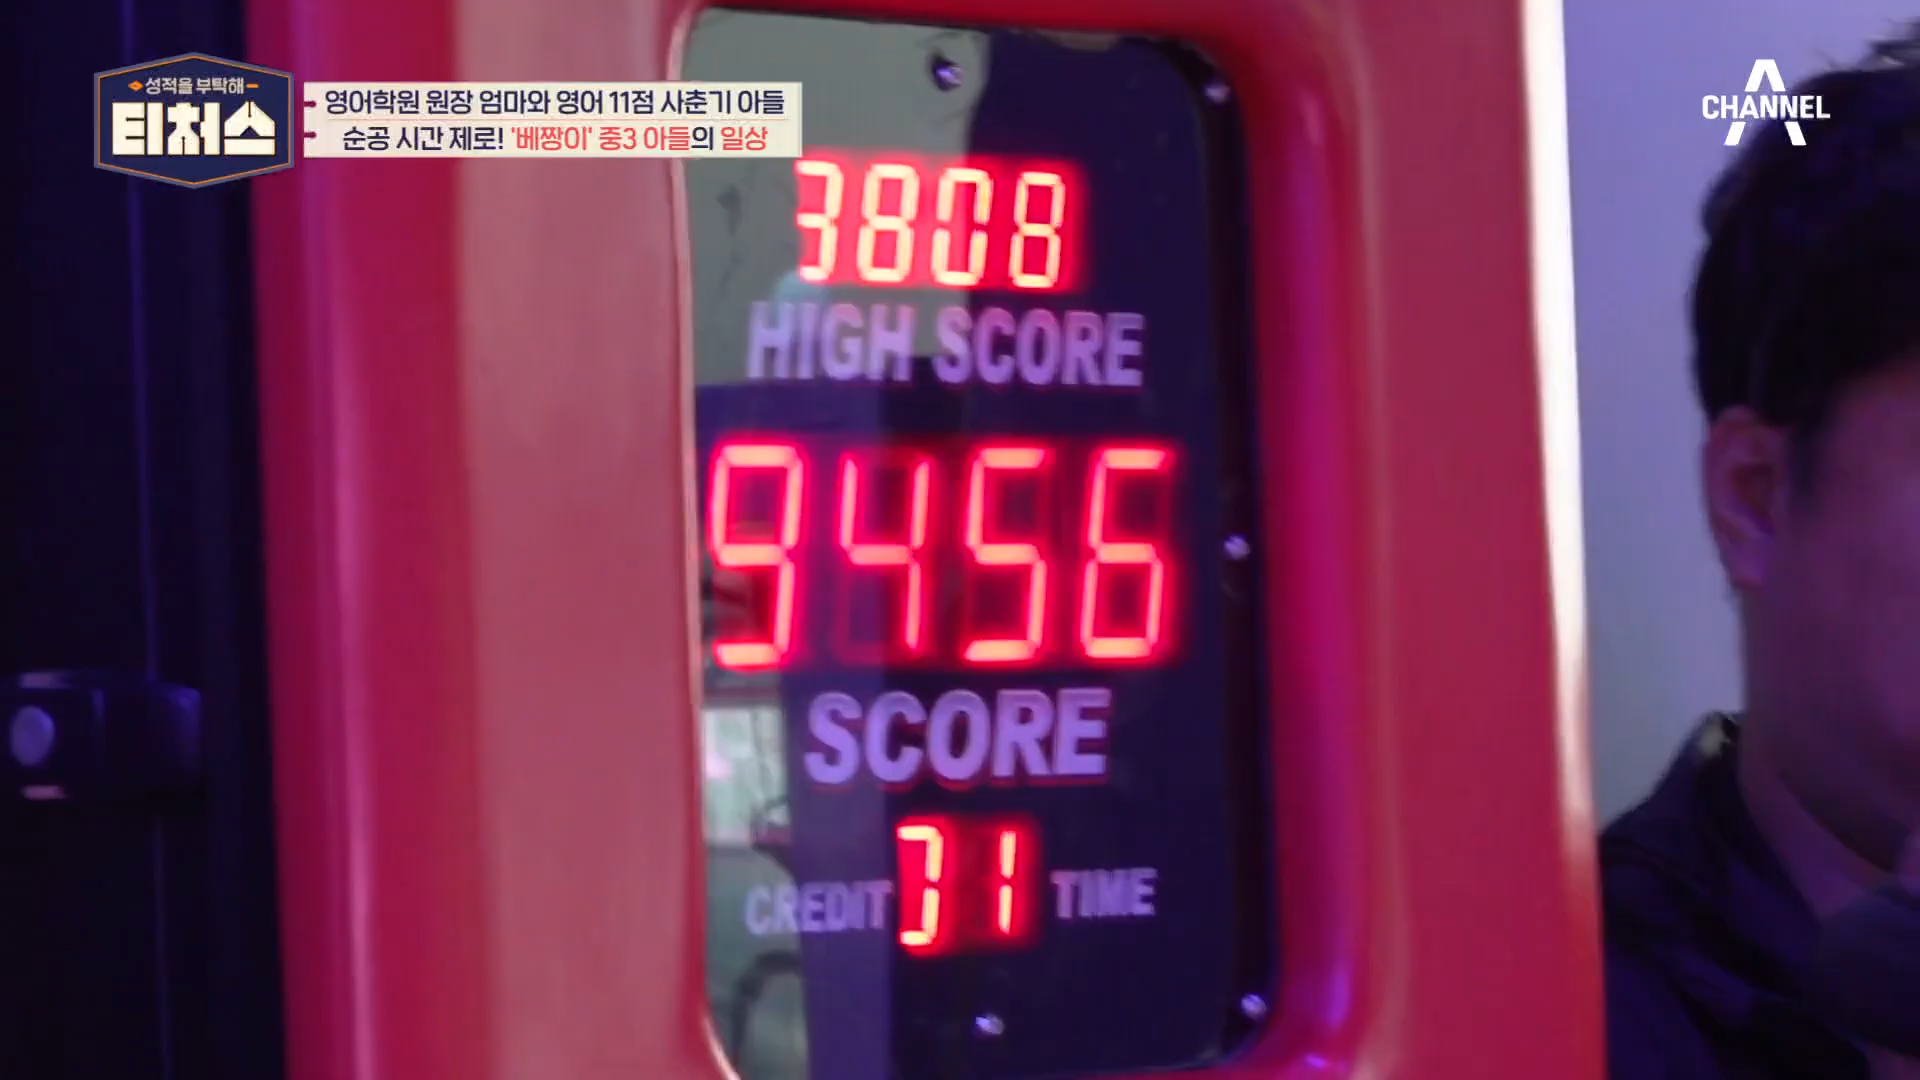 성적을 부탁해
티처스
영어학원 원장 엄마와 영어 11점 사춘기 아들
순공 시간 제로! '베짱이' 중3 아들의 일상
CHANNEL A
3808
HIGH SCORE
9456
SCORE
CREDIT 31 TIME